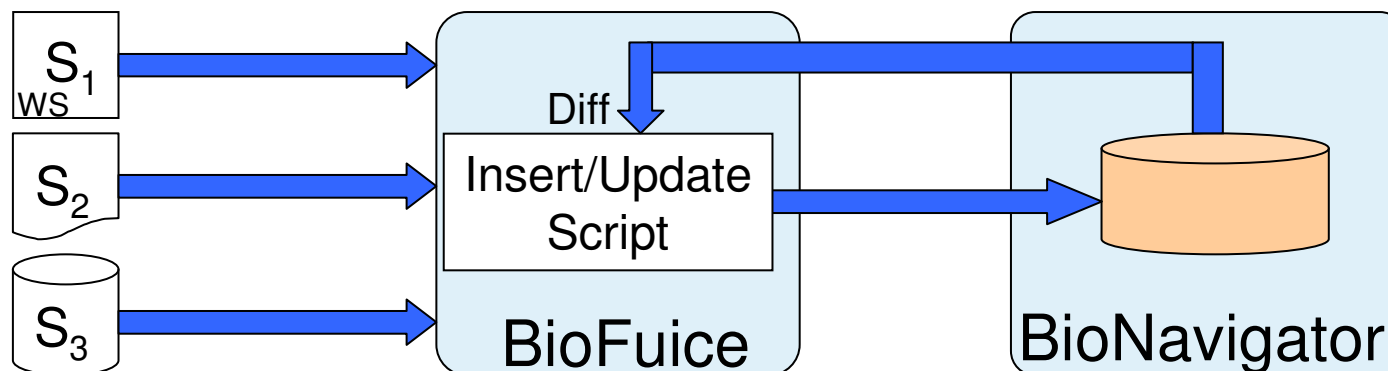 S1
WS
S2
S3
Diff
Insert/Update
Script
BioFuice
BioNavigator